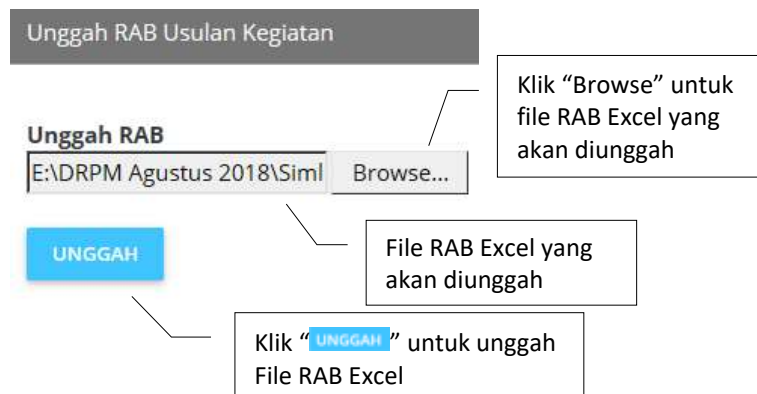 Unggah RAB Usulan Kegiatan
Klik “Browse” untuk
file RAB Excel yang
akan diunggah
Unggah RAB
E:\DRPM Agustus 2018\Siml Browse...
UNGGAH
File RAB Excel yang
akan diunggah
Klik “UNGGAH” untuk unggah
File RAB Excel